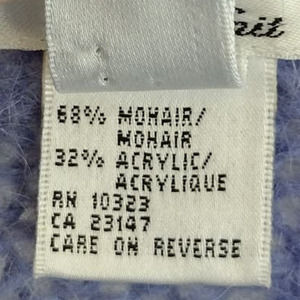 68% MOHAIR/
MOHAIR
32% ACRYLIC/
ACRYLIQUE
RN 10323
CA 23147
CARE ON REVERSE